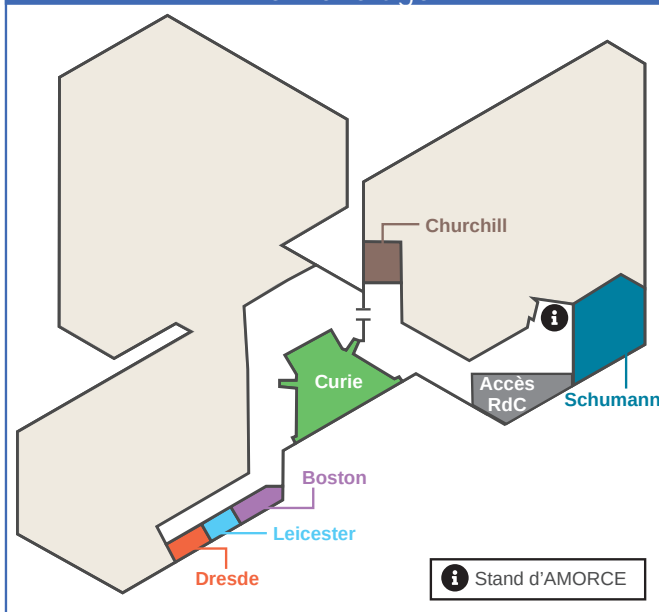 Churchill
Curie
Accès
RdC
Schumann
Boston
Leicester
Dresde
Stand d'AMORCE